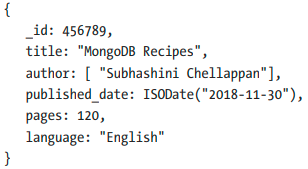 {
_id: 456789,
title: "MongoDB Recipes",
author: [ "Subhashini Chellappan"],
published_date: ISODate("2018-11-30"),
pages: 120,
language: "English"
}